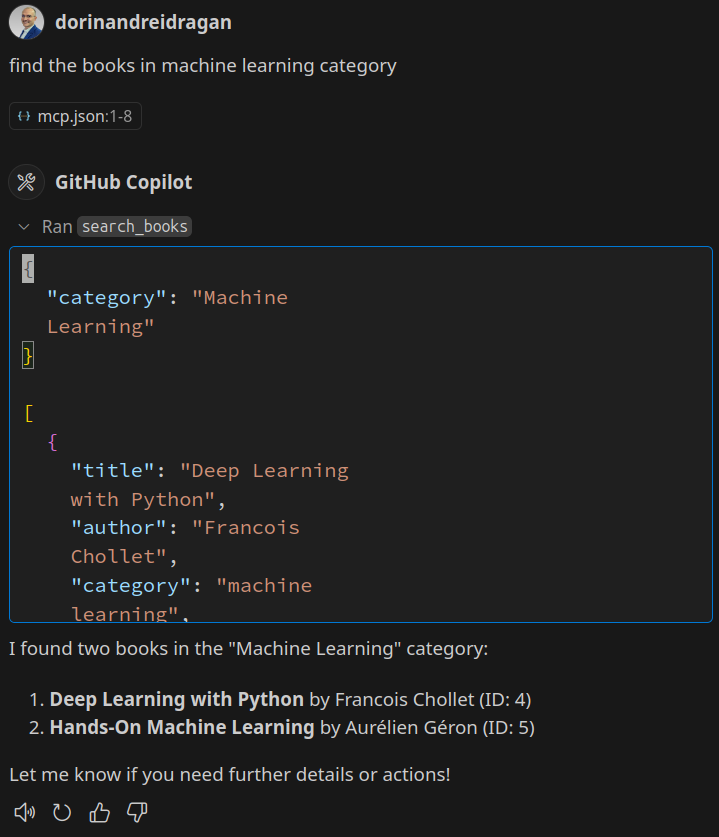 dorinandreidragan
find the books in machine learning category
mcp.json:1-8
GitHub Copilot
Ran search_books
{
"category": "Machine
Learning"
}
[
{
"title": "Deep Learning
with Python",
"author": "Francois
Chollet",
"category": "machine
learning",
I found two books in the "Machine Learning" category:
1. Deep Learning with Python by Francois Chollet (ID: 4)
2. Hands-On Machine Learning by Aurélien Géron (ID: 5)
Let me know if you need further details or actions!